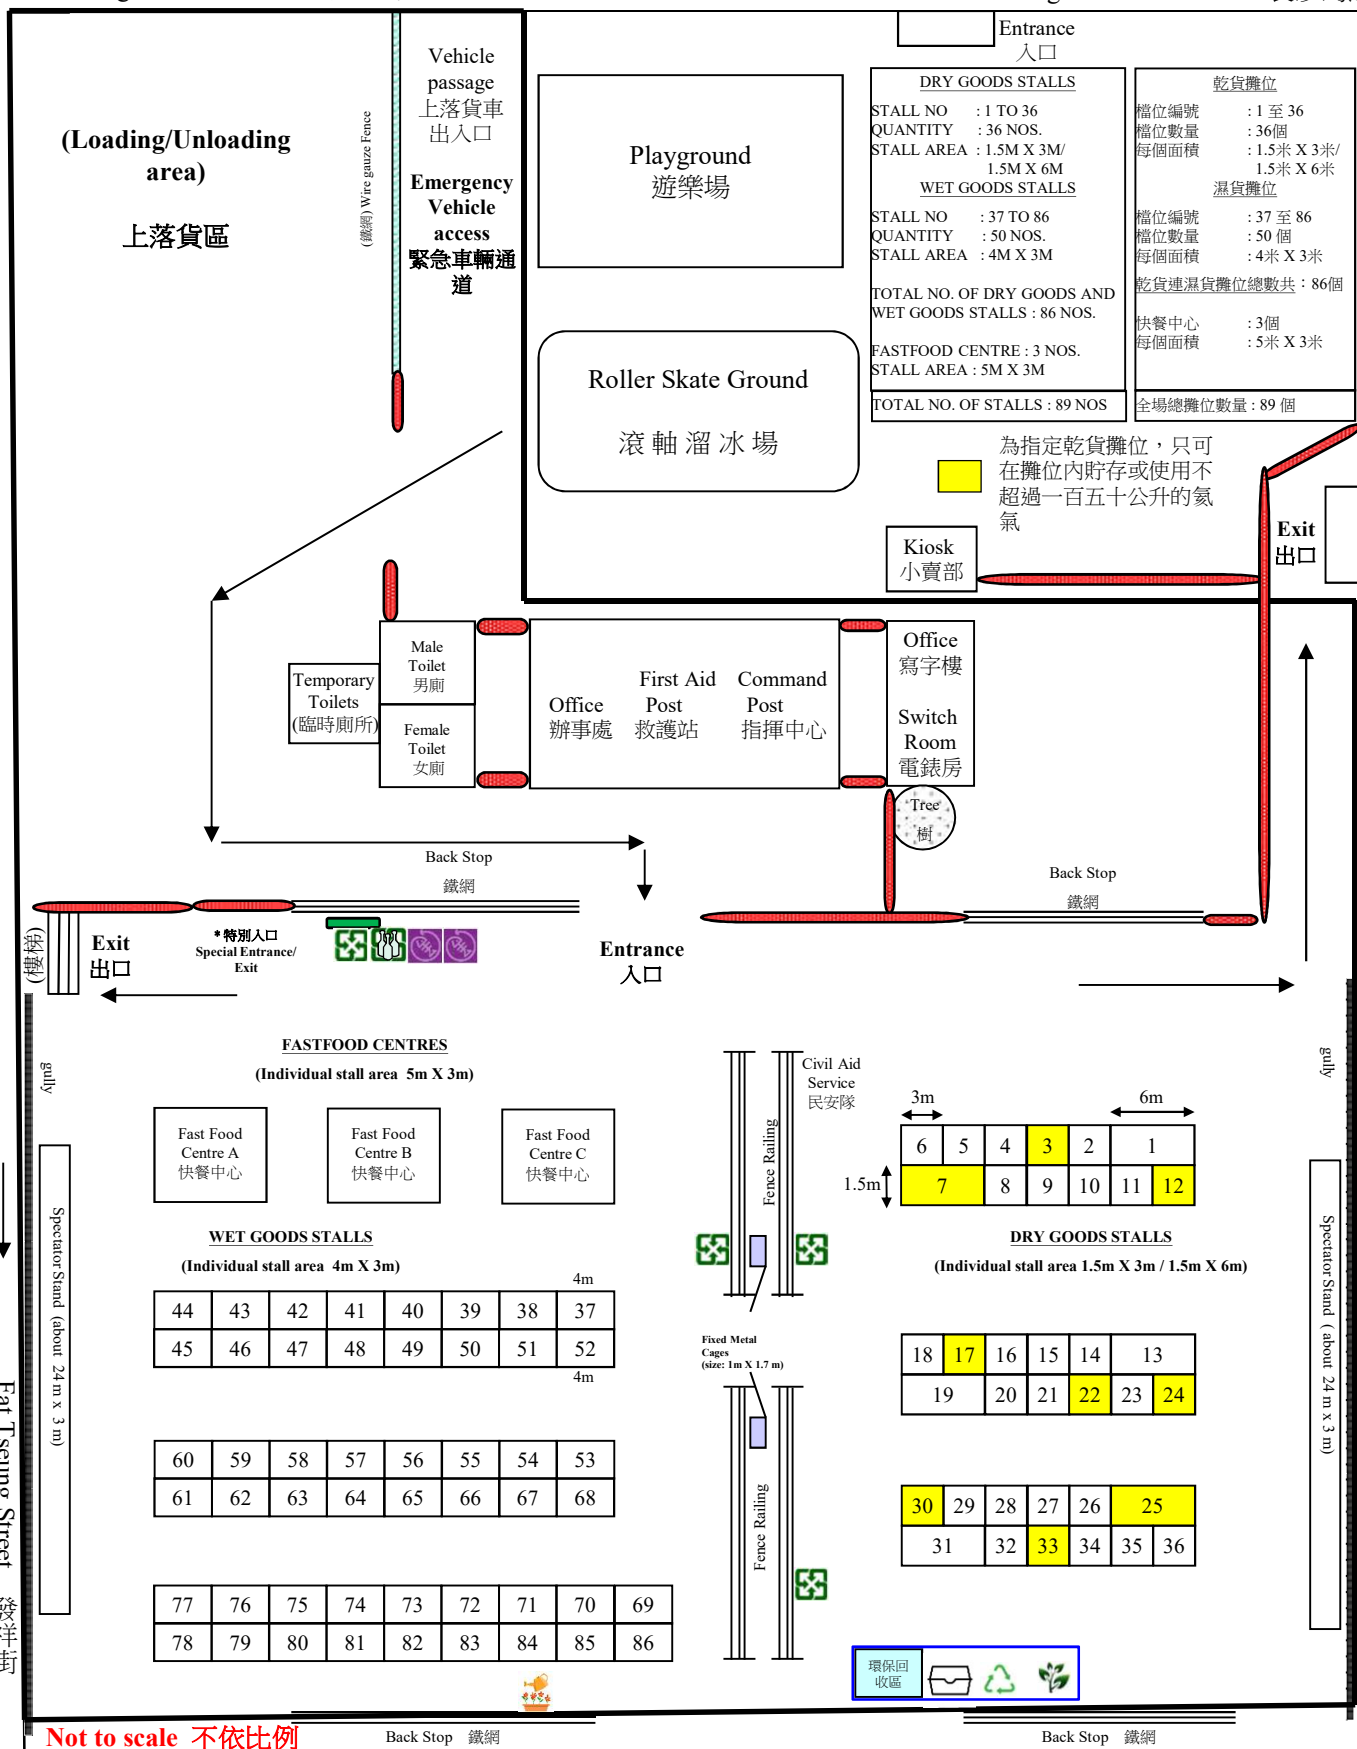 Entrance
入口
Vehicle
passage
上落貨車
出入口
(Loading/Unloading
area)
上落貨區
(鐵網) Wire gauze Fence
Emergency
Vehicle
access
緊急車輛通
道
Playground
遊樂場
Roller Skate Ground
滾軸溜冰場
DRY GOODS STALLS
STALL NO : 1 TO 36
QUANTITY : 36 NOS.
STALL AREA : 1.5M X 3M/
1.5M X 6M
WET GOODS STALLS
STALL NO : 37 TO 86
QUANTITY : 50 NOS.
STALL AREA : 4M X 3M
TOTAL NO. OF DRY GOODS AND
WET GOODS STALLS : 86 NOS.
FASTFOOD CENTRE : 3 NOS.
STALL AREA : 5M X 3M
TOTAL NO. OF STALLS : 89 NOS
乾貨攤位
檔位編號 : 1 至 36
檔位數量 : 36個
每個面積 : 1.5米 X 3米/
1.5米 X 6米
濕貨攤位
檔位編號 : 37 至 86
檔位數量 : 50 個
每個面積 : 4米 X 3米
乾貨連濕貨攤位總數共：86個
快餐中心 : 3個
每個面積 : 5米 X 3米
全場總攤位數量 : 89 個
為指定乾貨攤位，只可
在攤位內貯存或使用不
超過一百五十公升的氦
氣
Kiosk
小賣部
Exit
出口
Temporary
Toilets
(臨時廁所)
Male
Toilet
男廁
Female
Toilet
女廁
Office
辦事處
First Aid
Post
救護站
Command
Post
指揮中心
Office
寫字樓
Switch
Room
電錶房
Tree
樹
Back Stop
鐵網
Back Stop
鐵網
(樓梯)
Exit
出口
*特別入口
Special Entrance/
Exit
Entrance
入口
gully
gully
FASTFOOD CENTRES
(Individual stall area 5m X 3m)
Fast Food
Centre A
快餐中心
Fast Food
Centre B
快餐中心
Fast Food
Centre C
快餐中心
Civil Aid
Service
民安隊
Fence Railing
3m
6m
1.5m
6 5 4 3 2 1
7 8 9 10 11 12
WET GOODS STALLS
(Individual stall area 4m X 3m)
4m
44 43 42 41 40 39 38 37
45 46 47 48 49 50 51 52
4m
60 59 58 57 56 55 54 53
61 62 63 64 65 66 67 68
77 76 75 74 73 72 71 70 69
78 79 80 81 82 83 84 85 86
Fixed Metal
Cages
(size: 1m X 1.7 m)
Fence Railing
DRY GOODS STALLS
(Individual stall area 1.5m X 3m / 1.5m X 6m)
18 17 16 15 14 13
19 20 21 22 23 24
30 29 28 27 26 25
31 32 33 34 35 36
Spectator Stand (about 24 m x 3 m)
Spectator Stand ( about 24 m x 3 m)
Fat Tseung Street 發祥街
環保回
收區
Not to scale 不依比例
Back Stop 鐵網
Back Stop 鐵網